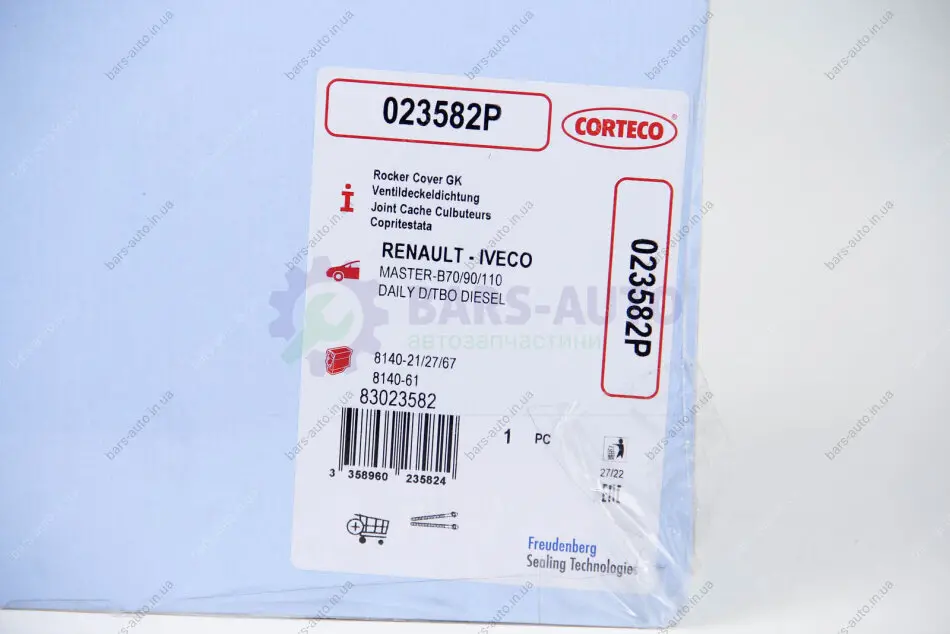 023582P
CORTECO
®
Rocker Cover GK
Ventildeckeldichtung
Joint Cache Culbuteurs
Copritestata
RENAULT - IVECO
MASTER-B70/90/110
DAILY D/TBO DIESEL
023582P
BARS-AUTO
автозапчастини
8140-21/27/67
8140-61
83023582
3 358960 235824
1 PC
27/22
EAC
Freudenberg
Sealing Technologies
bars-auto.in.ua